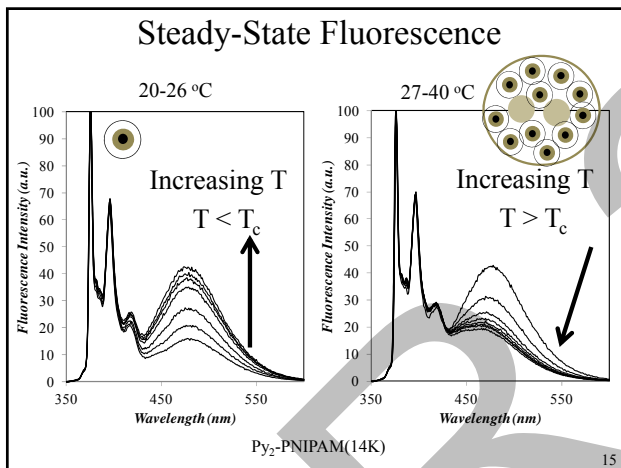 Steady-State Fluorescence
20-26 °C
100
90
80
70
60
50
40
30
20
10
0
Fluorescence Intensity (a.u.)
Increasing T
T < Tc
350
450
550
Wavelength (nm)
27-40 °C
100
90
80
70
60
50
40
30
20
10
0
Fluorescence Intensity (a.u.)
Increasing T
T > Tc
350
450
550
Wavelength (nm)
Py2-PNIPAM(14K)
15